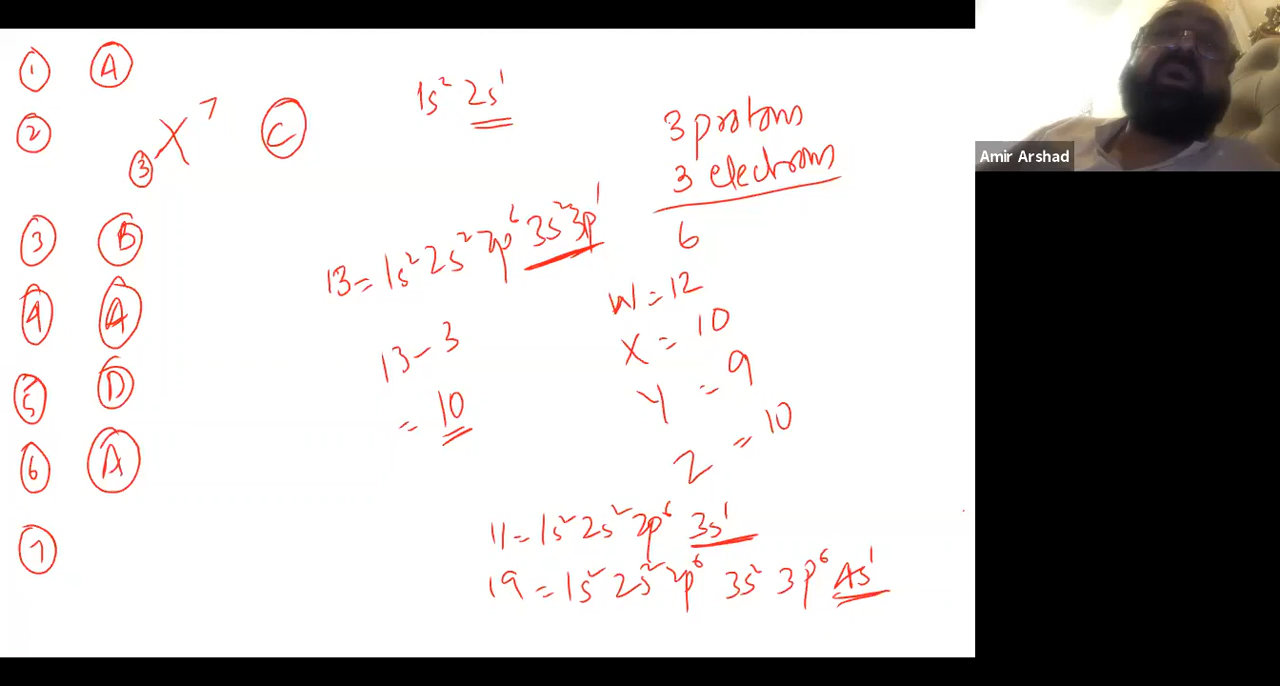 ① Ⓐ
② ③X⁷ Ⓒ
1s² 2s¹
3 protons
3 electrons
6
③ Ⓑ
13 = 1s² 2s² 2p⁶ 3s² 3p¹
④ Ⓐ
13 - 3
= 10
W = 12
X = 10
Y = 9
Z = 10
⑤ Ⓓ
⑥ Ⓐ
⑦
11 = 1s² 2s² 2p⁶ 3s¹
19 = 1s² 2s² 2p⁶ 3s² 3p⁶ 4s¹
Amir Arshad